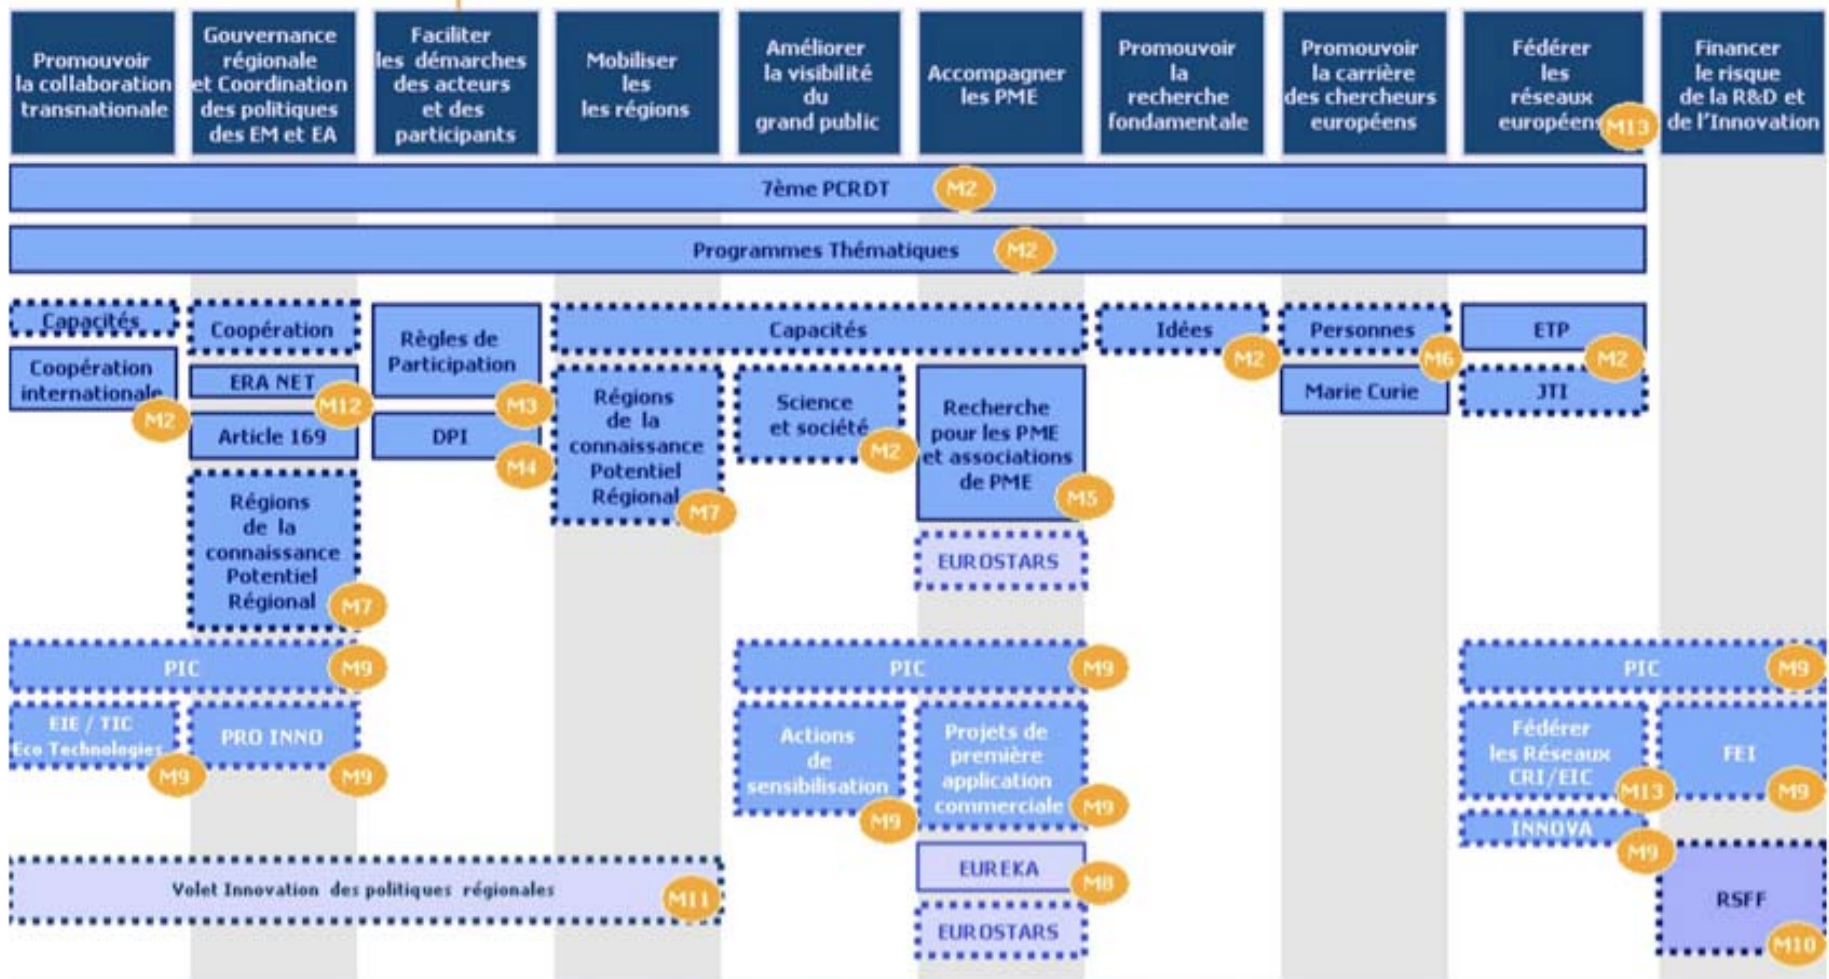 Promouvoir
la collaboration
transnationale
Gouvernance
régionale
et Coordination
des politiques
des EM et EA
Faciliter
les démarches
des acteurs
et des
participants
Mobiliser
les
les régions
Améliorer
la visibilité
du
grand public
Accompagner
les PME
Promouvoir
la
recherche
fondamentale
Promouvoir
la carrière
des chercheurs
européens
Fédérer
les
réseaux
européens
M13
Financer
le risque
de la R&D et
de l'Innovation
7ème PCRDT
M2
Programmes Thématiques
M2
Capacités
Coopération
internationale
M2
Coopération
ERA NET
M12
Article 169
Régions
de la
connaissance
Potentiel
Régional
M7
Règles de
Participation
M3
DPI
M4
Capacités
Régions
de la
connaissance
Potentiel
Régional
M7
Science
et société
M2
Recherche
pour les PME
et associations
de PME
M5
EUROSTARS
Idées
M2
Personnes
M6
Marie Curie
ETP
M2
JTI
PIC
M9
EIE / TIC
Eco Technologies
M9
PRO INNO
M9
PIC
M9
Actions
de
sensibilisation
M9
Projets de
première
application
commerciale
M9
EUREKA
M8
EUROSTARS
PIC
M9
Fédérer
les Réseaux
CRI/EIC
M13
INNOVA
M9
FEI
M9
RSFF
M10
Volet Innovation des politiques régionales
M11